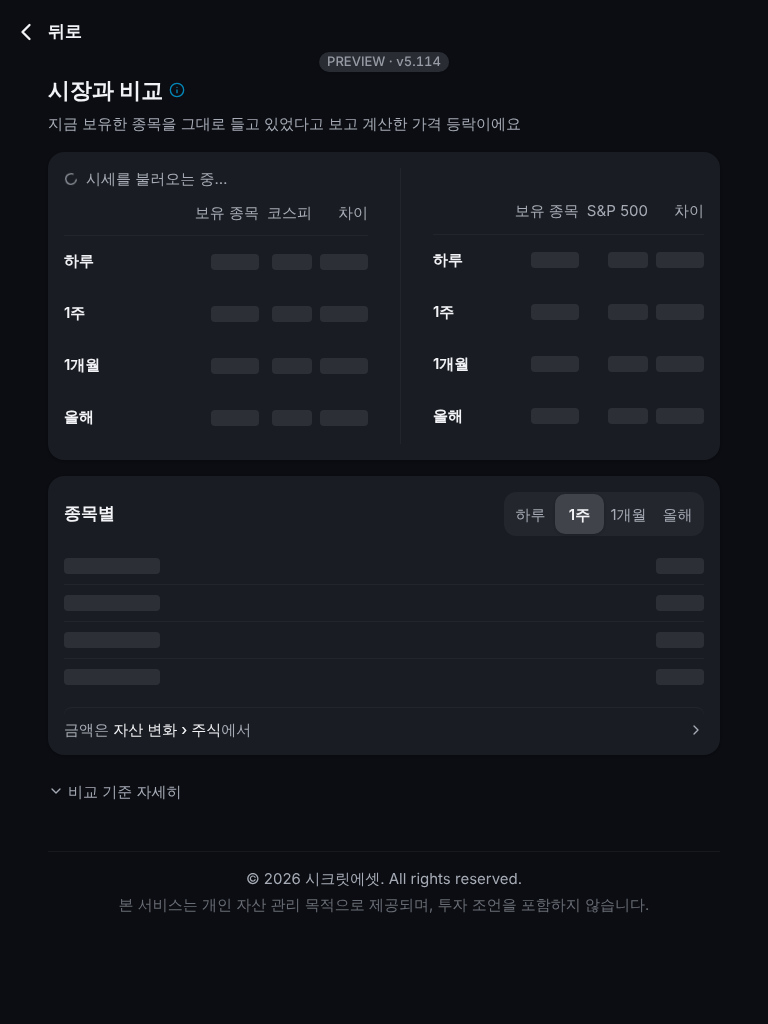 뒤로
PREVIEW · v5.114
시장과 비교
지금 보유한 종목을 그대로 들고 있었다고 보고 계산한 가격 등락이에요
시세를 불러오는 중...
보유 종목 코스피 차이
하루
1주
1개월
올해
보유 종목 S&P 500 차이
하루
1주
1개월
올해
종목별
하루 1주 1개월 올해
금액은 자산 변화 › 주식에서
비교 기준 자세히
© 2026 시크릿에셋. All rights reserved.
본 서비스는 개인 자산 관리 목적으로 제공되며, 투자 조언을 포함하지 않습니다.